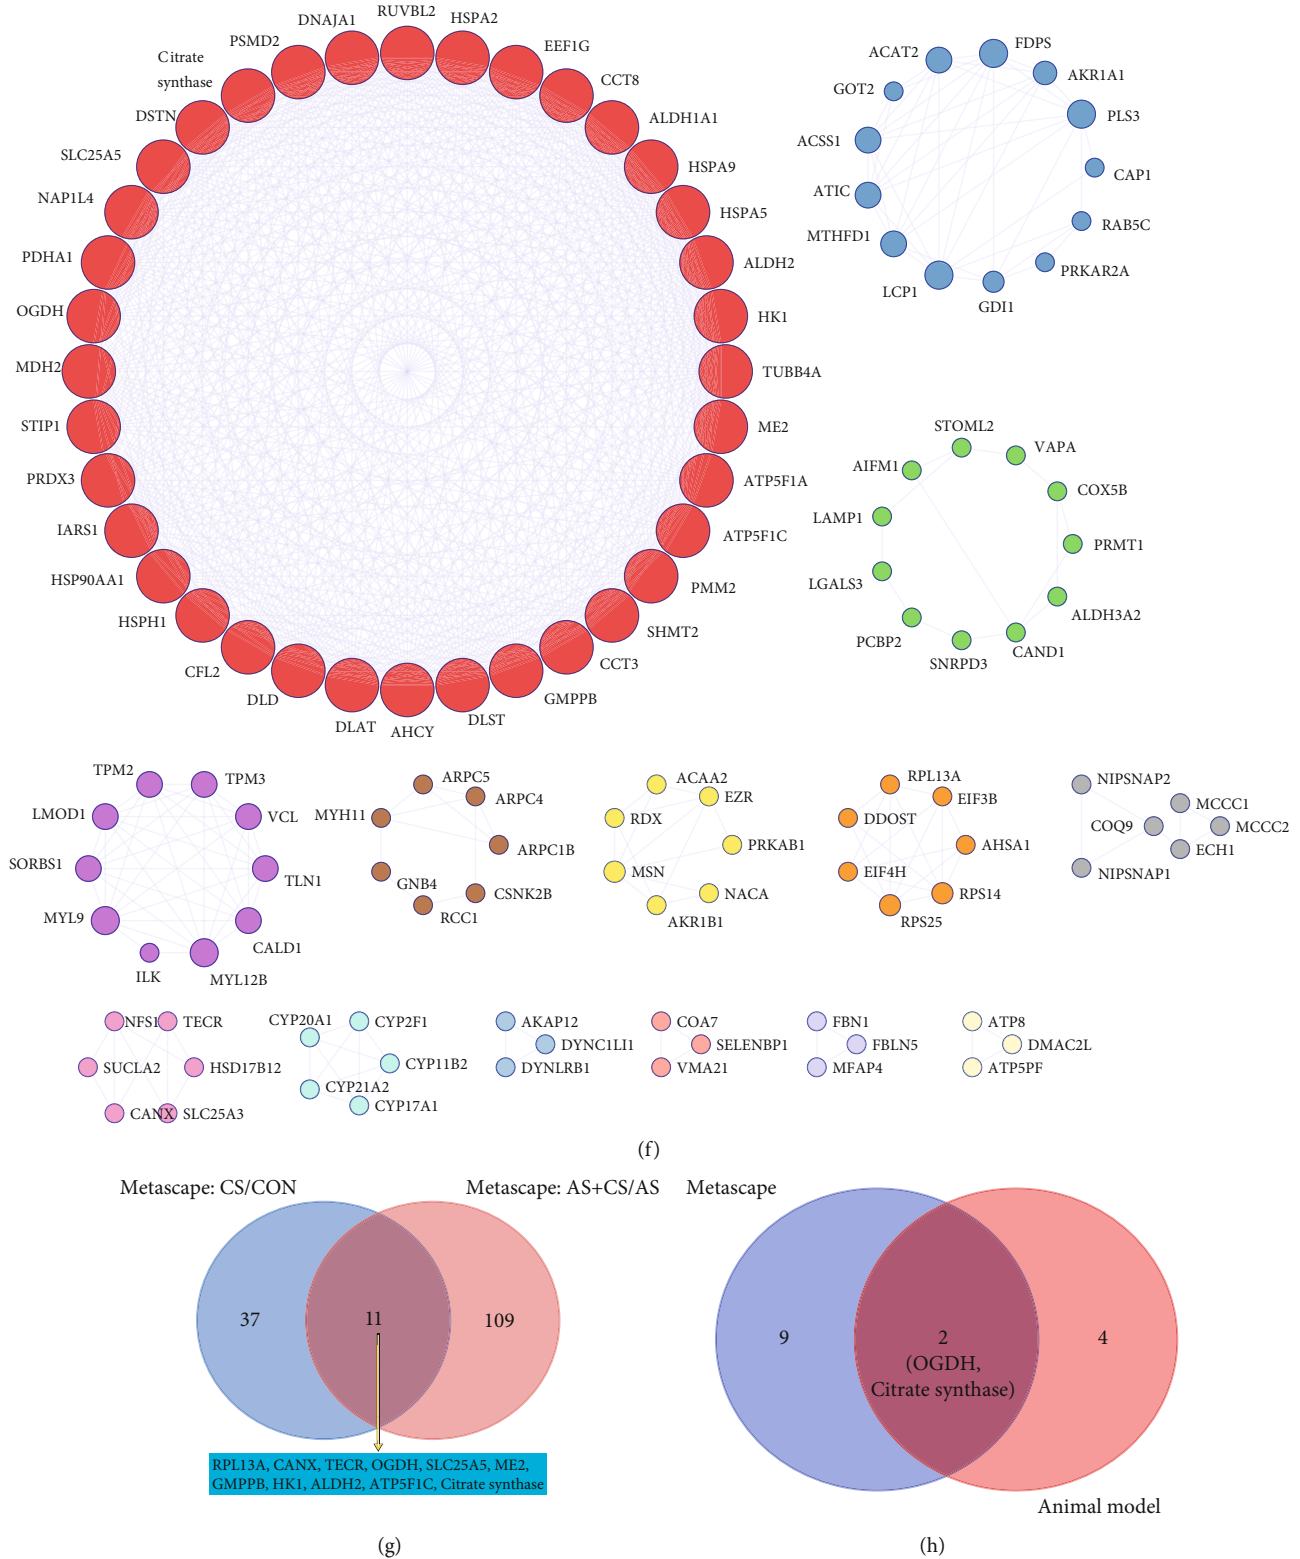 RUVBL2
HSPA2
EEF1G
CCT8
ALDH1A1
HSPA9
HSPA5
ALDH2
HK1
TUBB4A
ME2
ATP5F1A
ATP5F1C
PMM2
SHMT2
CCT3
GMPPB
DLST
AHCY
DLAT
DLD
CFL2
HSPH1
HSP90AA1
IARS1
PRDX3
STIP1
MDH2
OGDH
PDHA1
NAP1L4
SLC25A5
DSTN
Citrate
synthase
PSMD2
DNAJA1
FDPS
AKR1A1
PLS3
CAP1
RAB5C
PRKAR2A
GDI1
LCP1
MTHFD1
ATIC
ACSS1
GOT2
ACAT2
STOML2
VAPA
COX5B
PRMT1
ALDH3A2
CAND1
SNRPD3
PCBP2
LGALS3
LAMP1
AIFM1
TPM2
TPM3
VCL
TLN1
CALD1
MYL12B
ILK
MYL9
SORBS1
LMOD1
ARPC5
ARPC4
ARPC1B
CSNK2B
RCC1
GNB4
MYH11
ACAA2
EZR
PRKAB1
NACA
AKR1B1
MSN
RDX
RPL13A
EIF3B
AHSA1
RPS14
RPS25
EIF4H
DDOST
NIPSNAP2
MCCC1
COQ9
MCCC2
ECH1
NIPSNAP1
NFS1
TECR
SUCLA2
HSD17B12
CANX
SLC25A3
CYP20A1
CYP2F1
CYP11B2
CYP21A2
CYP17A1
AKAP12
DYNC1LI1
DYNLRB1
COA7
SELENBP1
VMA21
FBN1
FBLN5
MFAP4
ATP8
DMAC2L
ATP5PF
(f)
Metascape: CS/CON
Metascape: AS+CS/AS
37
11
109
RPL13A, CANX, TECR, OGDH, SLC25A5, ME2,
GMPPB, HK1, ALDH2, ATP5F1C, Citrate synthase
(g)
Metascape
9
2
(OGDH,
Citrate synthase)
4
Animal model
(h)